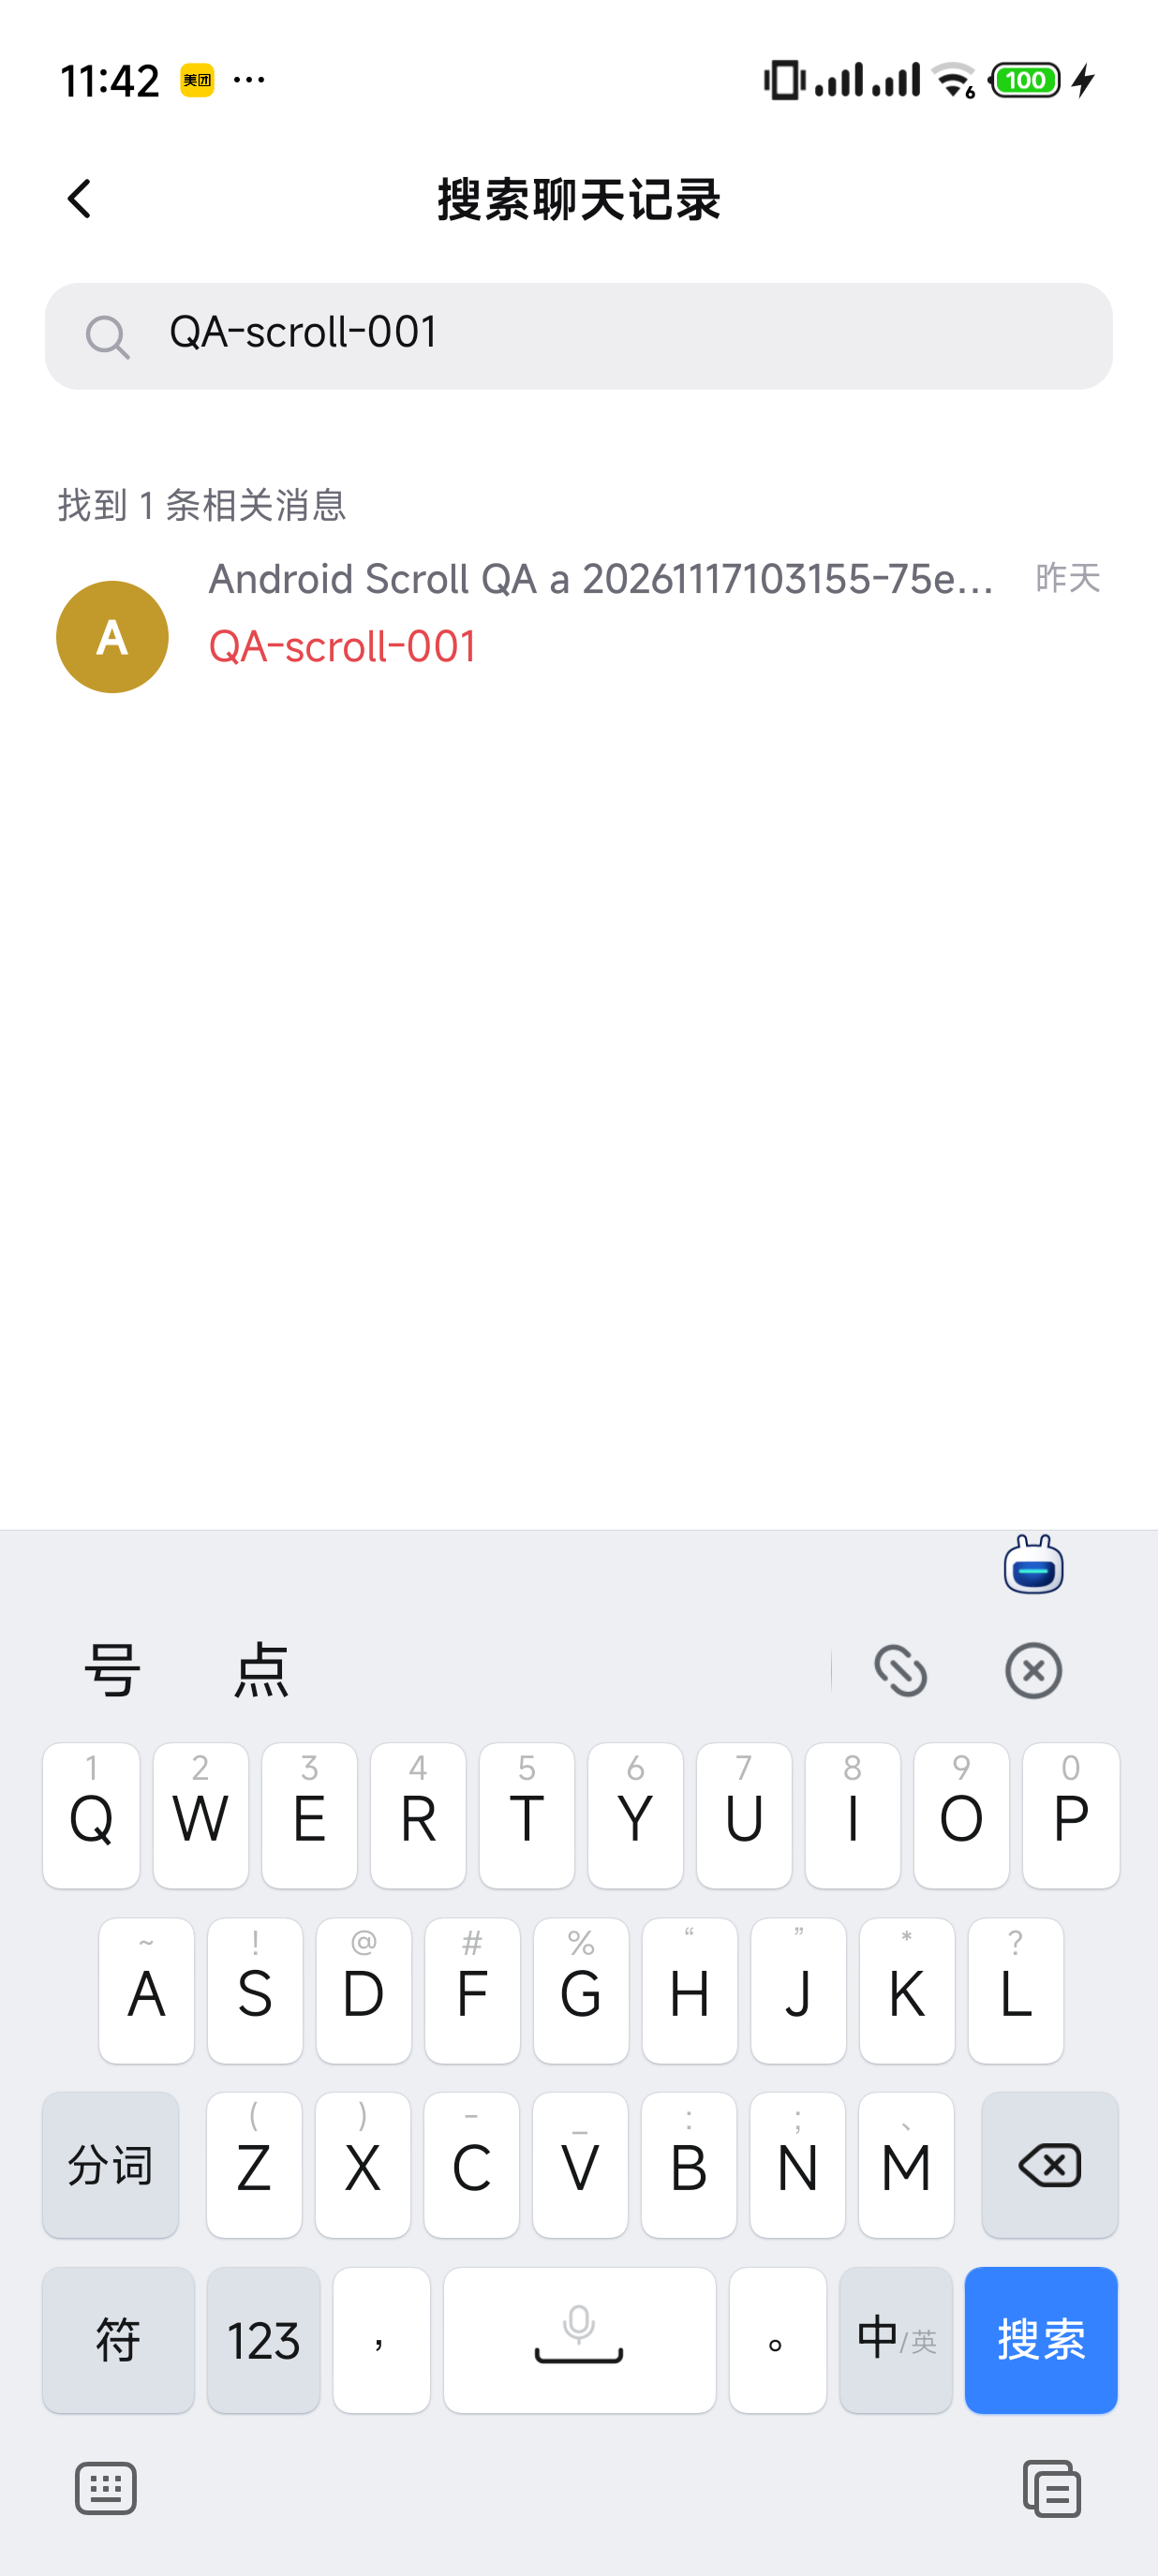 11:42 美团 ··· 6 100
搜索聊天记录
QA-scroll-001
找到 1 条相关消息
Android Scroll QA a 20261117103155-75e... 昨天
A
QA-scroll-001
号 点
1 2 3 4 5 6 7 8 9 0
Q W E R T Y U I O P
~ ! @ # % “ ” * ?
A S D F G H J K L
( ) - _ : ; 、
分词 Z X C V B N M
符 123 , 。 中/英 搜索